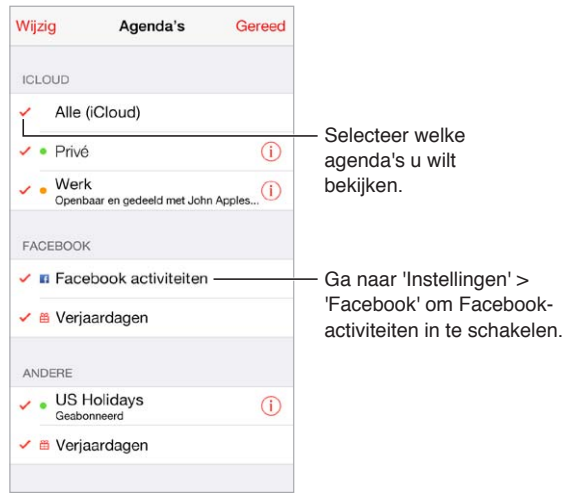 Wijzig Agenda's Gereed
ICLOUD
Alle (iCloud)
Privé
Werk
Openbaar en gedeeld met John Apples...
FACEBOOK
Facebook activiteiten
Verjaardagen
ANDERE
US Holidays
Geabonneerd
Verjaardagen
Selecteer welke
agenda's u wilt
bekijken.
Ga naar 'Instellingen' >
'Facebook' om Facebook-
activiteiten in te schakelen.